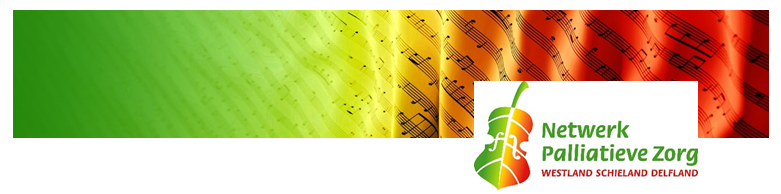 Netwerk
Palliatieve Zorg
WESTLAND SCHIELAND DELFLAND